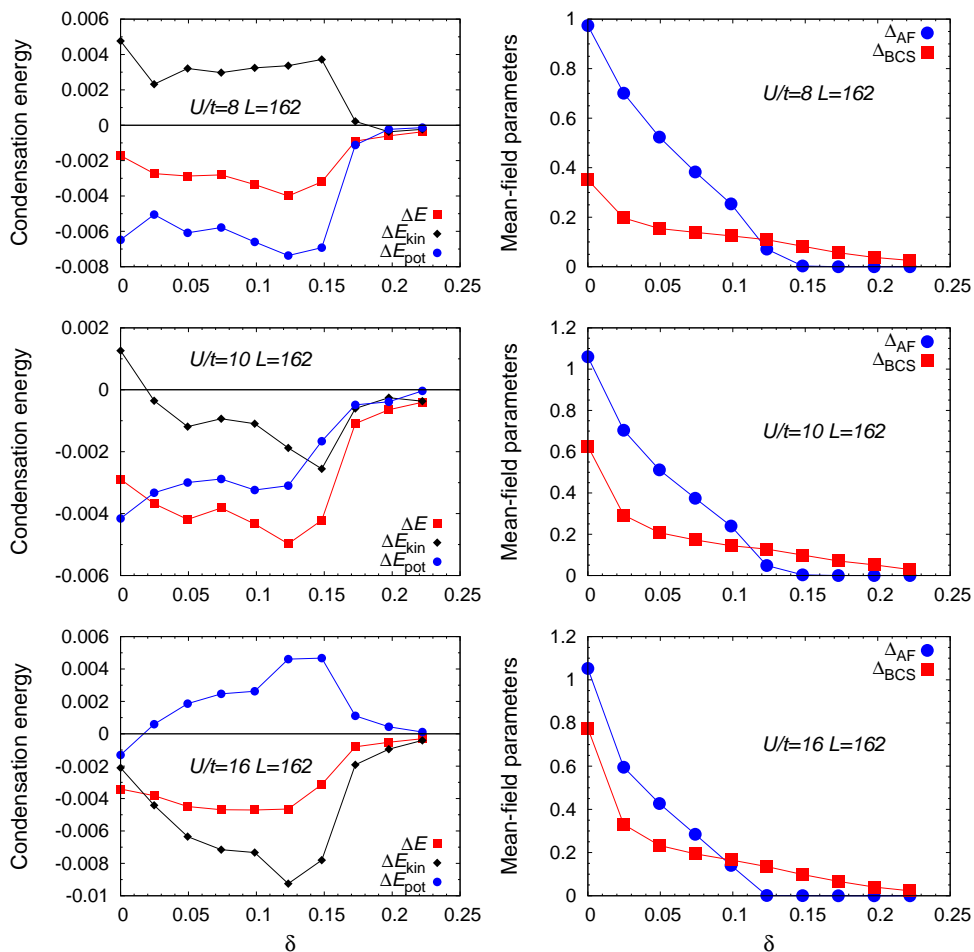 Condensation energy
0.006
0.004
0.002
0
-0.002
-0.004
-0.006
-0.008
U/t=8 L=162
ΔE
ΔE_kin
ΔE_pot
0 0.05 0.1 0.15 0.2 0.25
Mean-field parameters
1
0.8
0.6
0.4
0.2
0
Δ_AF
Δ_BCS
U/t=8 L=162
0 0.05 0.1 0.15 0.2 0.25
Condensation energy
0.002
0
-0.002
-0.004
-0.006
U/t=10 L=162
ΔE
ΔE_kin
ΔE_pot
0 0.05 0.1 0.15 0.2 0.25
Mean-field parameters
1.2
1
0.8
0.6
0.4
0.2
0
Δ_AF
Δ_BCS
U/t=10 L=162
0 0.05 0.1 0.15 0.2 0.25
Condensation energy
0.006
0.004
0.002
0
-0.002
-0.004
-0.006
-0.008
-0.01
U/t=16 L=162
ΔE
ΔE_kin
ΔE_pot
0 0.05 0.1 0.15 0.2 0.25
δ
Mean-field parameters
1.2
1
0.8
0.6
0.4
0.2
0
Δ_AF
Δ_BCS
U/t=16 L=162
0 0.05 0.1 0.15 0.2 0.25
δ